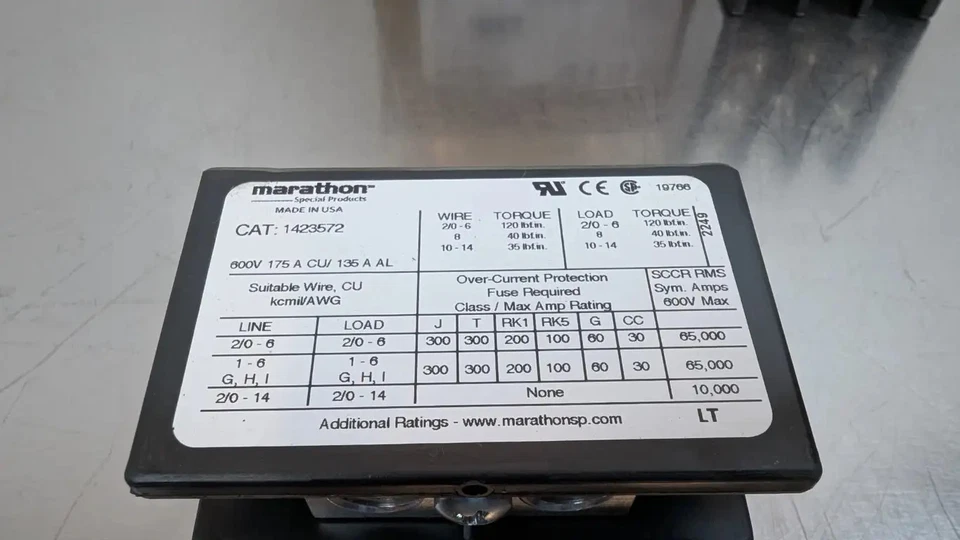 marathon™
Special Products
MADE IN USA
CAT: 1423572
600V 175 A CU/ 135 A AL
RU CE SP 19766
WIRE TORQUE LOAD TORQUE
2/0 - 6 120 lbf.in. 2/0 - 6 120 lbf.in.
8 40 lbf.in. 8 40 lbf.in.
10 - 14 35 lbf.in. 10 - 14 35 lbf.in.
2249
Suitable Wire, CU
kcmil/AWG
Over-Current Protection
Fuse Required
Class / Max Amp Rating
SCCR RMS
Sym. Amps
600V Max
LINE LOAD J T RK1 RK5 G CC
2/0 - 6 2/0 - 6 300 300 200 100 60 30 65,000
1 - 6 1 - 6
G, H, I G, H, I 300 300 200 100 60 30 65,000
2/0 - 14 2/0 - 14 None 10,000
Additional Ratings - www.marathonsp.com LT